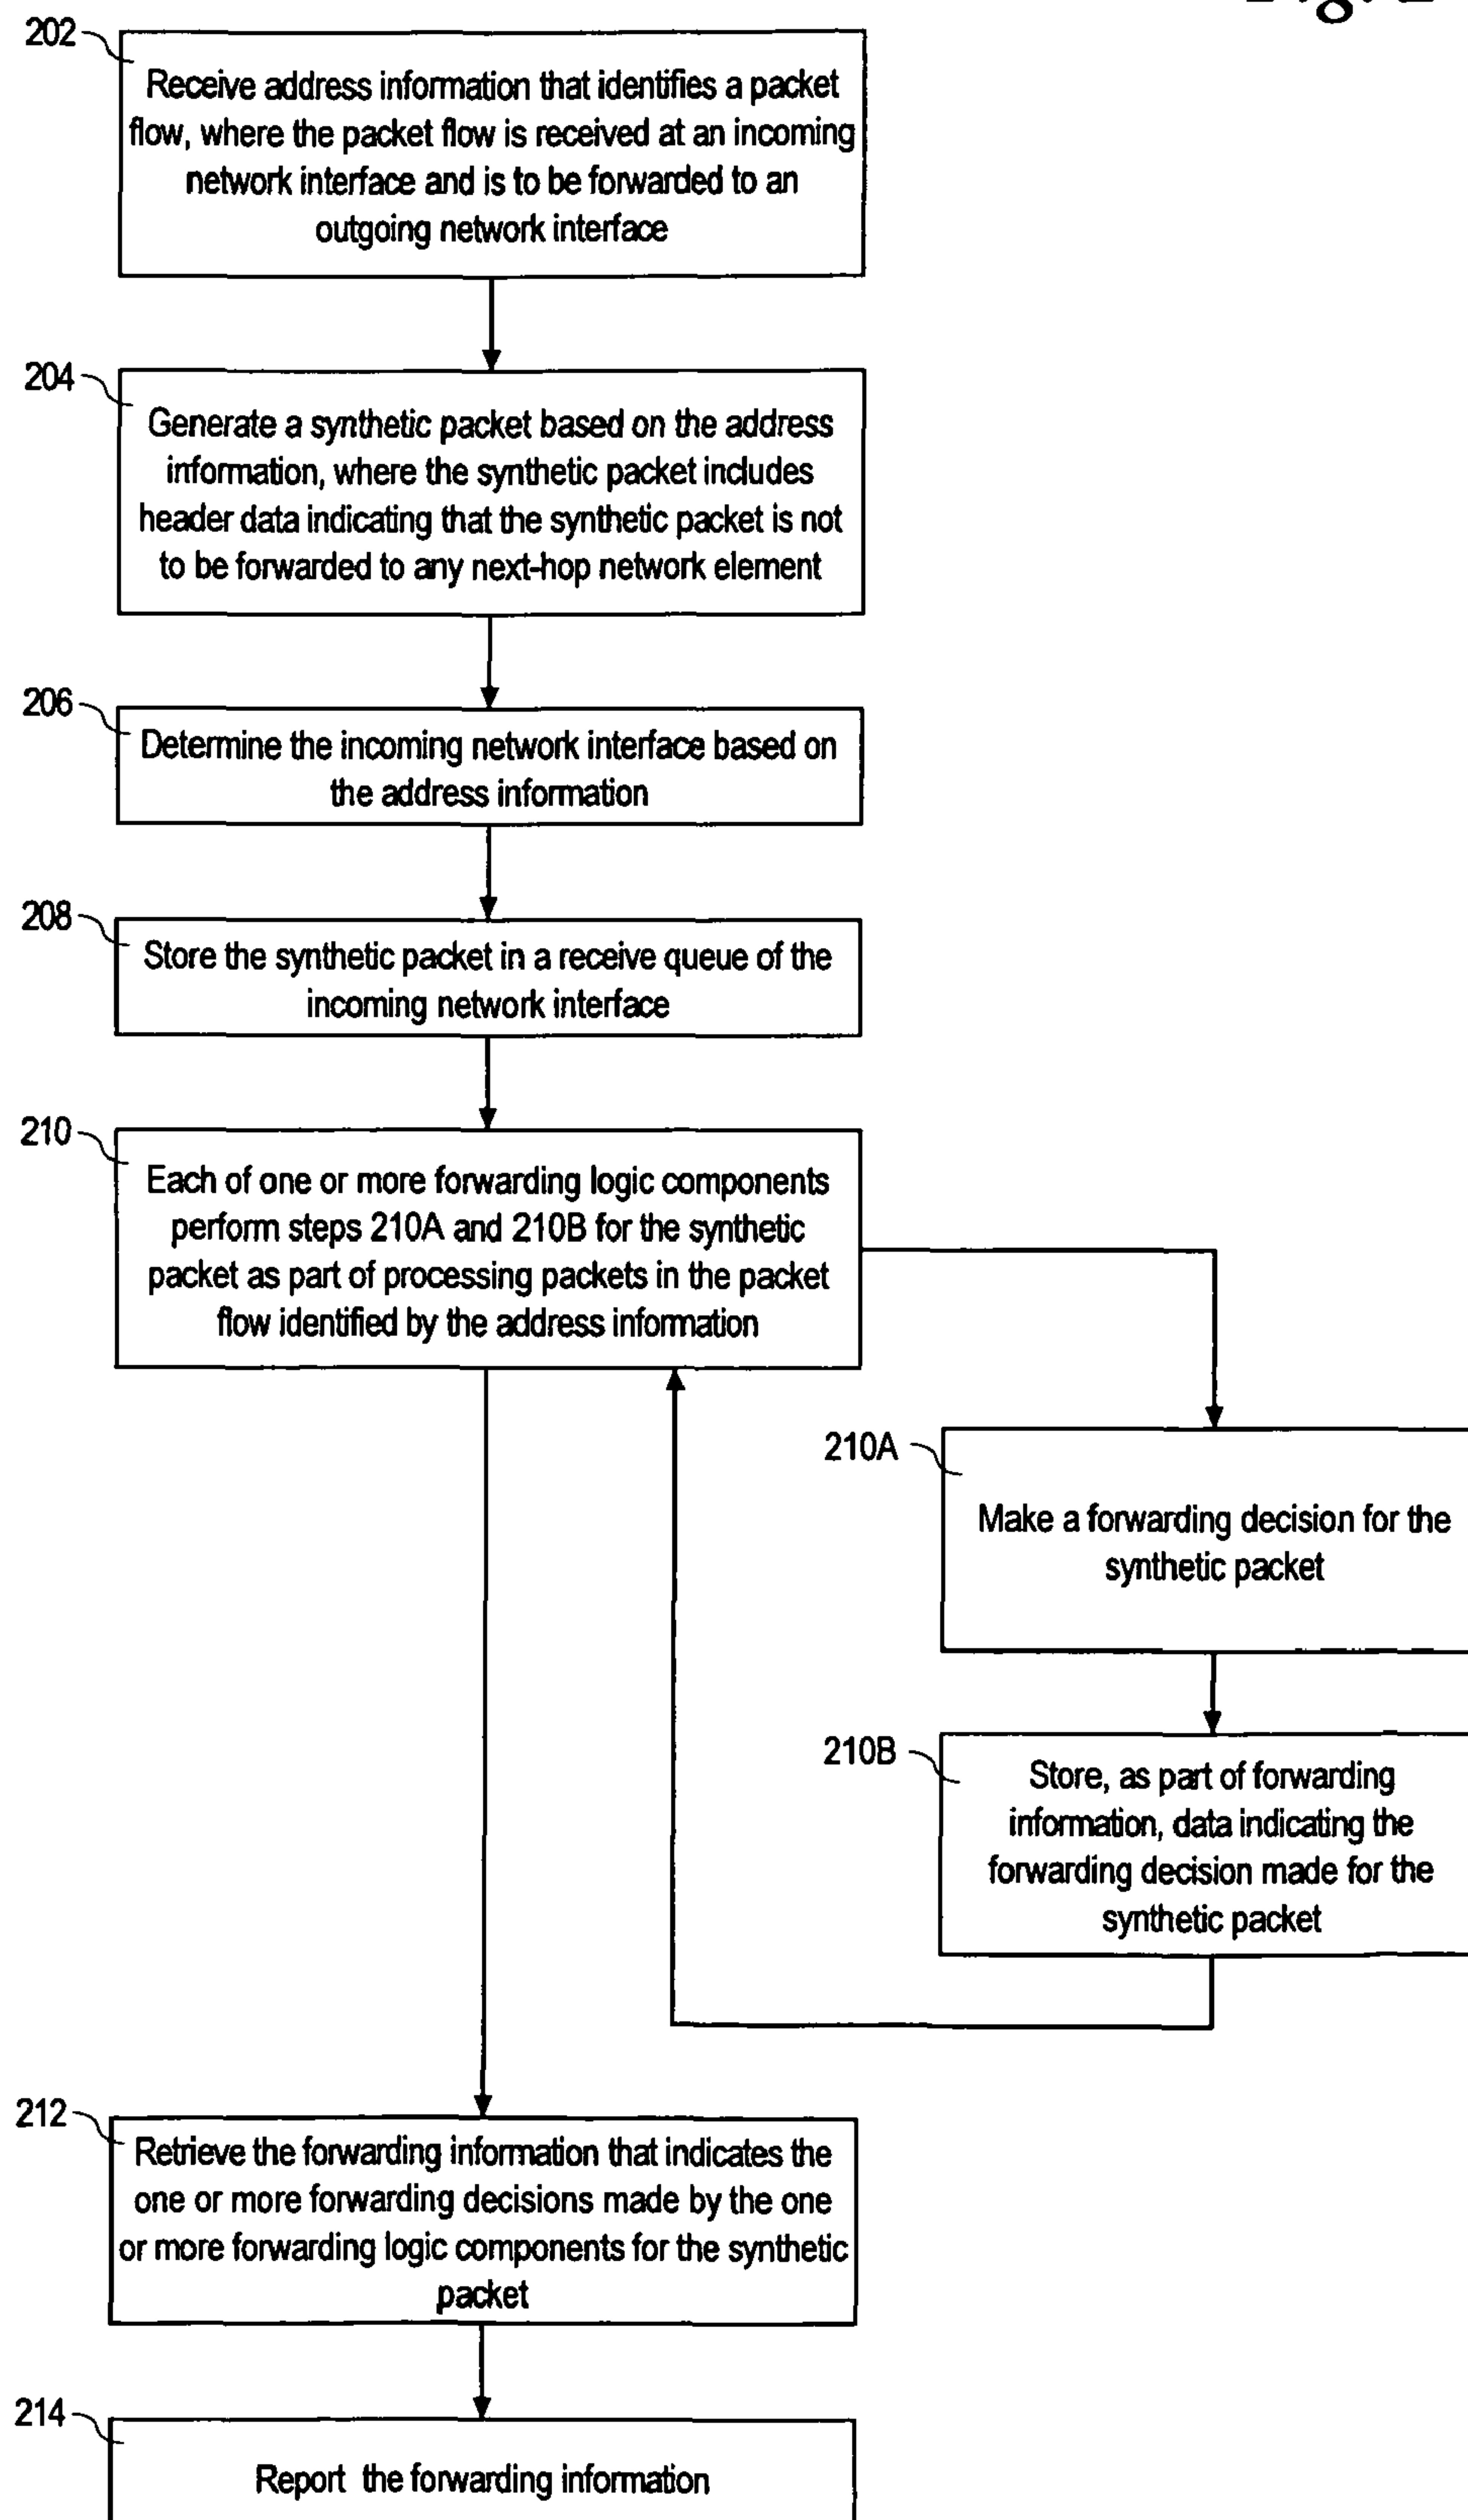 202
Receive address information that identifies a packet
flow, where the packet flow is received at an incoming
network interface and is to be forwarded to an
outgoing network interface
204
Generate a synthetic packet based on the address
information, where the synthetic packet includes
header data indicating that the synthetic packet is not
to be forwarded to any next-hop network element
206
Determine the incoming network interface based on
the address information
208
Store the synthetic packet in a receive queue of the
incoming network interface
210
Each of one or more forwarding logic components
perform steps 210A and 210B for the synthetic
packet as part of processing packets in the packet
flow identified by the address information
210A
Make a forwarding decision for the
synthetic packet
210B
Store, as part of forwarding
information, data indicating the
forwarding decision made for the
synthetic packet
212
Retrieve the forwarding information that indicates the
one or more forwarding decisions made by the one
or more forwarding logic components for the synthetic
packet
214
Report the forwarding information